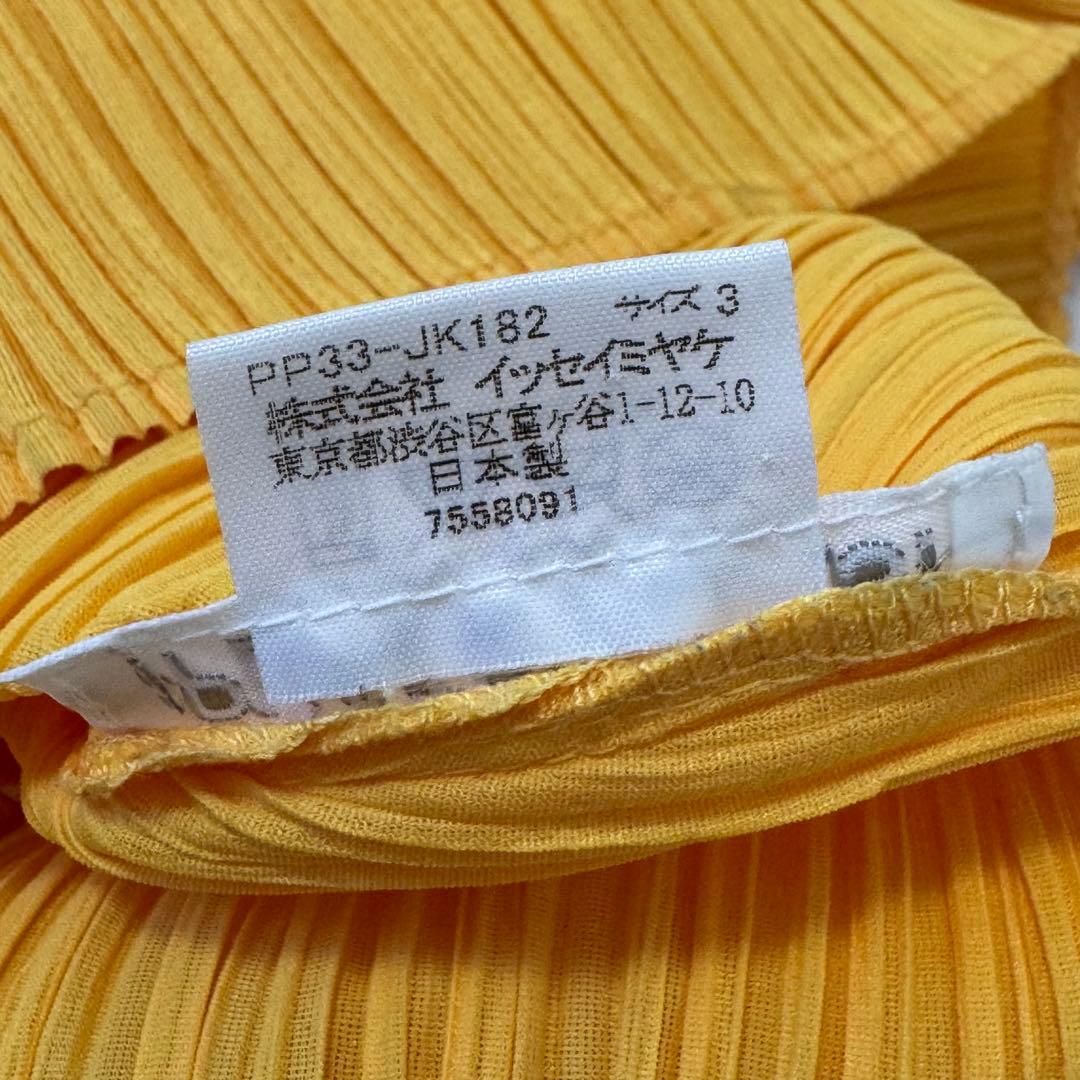 PP33-JK182 サイズ 3
株式会社 イッセイミヤケ
東京都渋谷区富ケ谷1-12-10
日本製
7558091